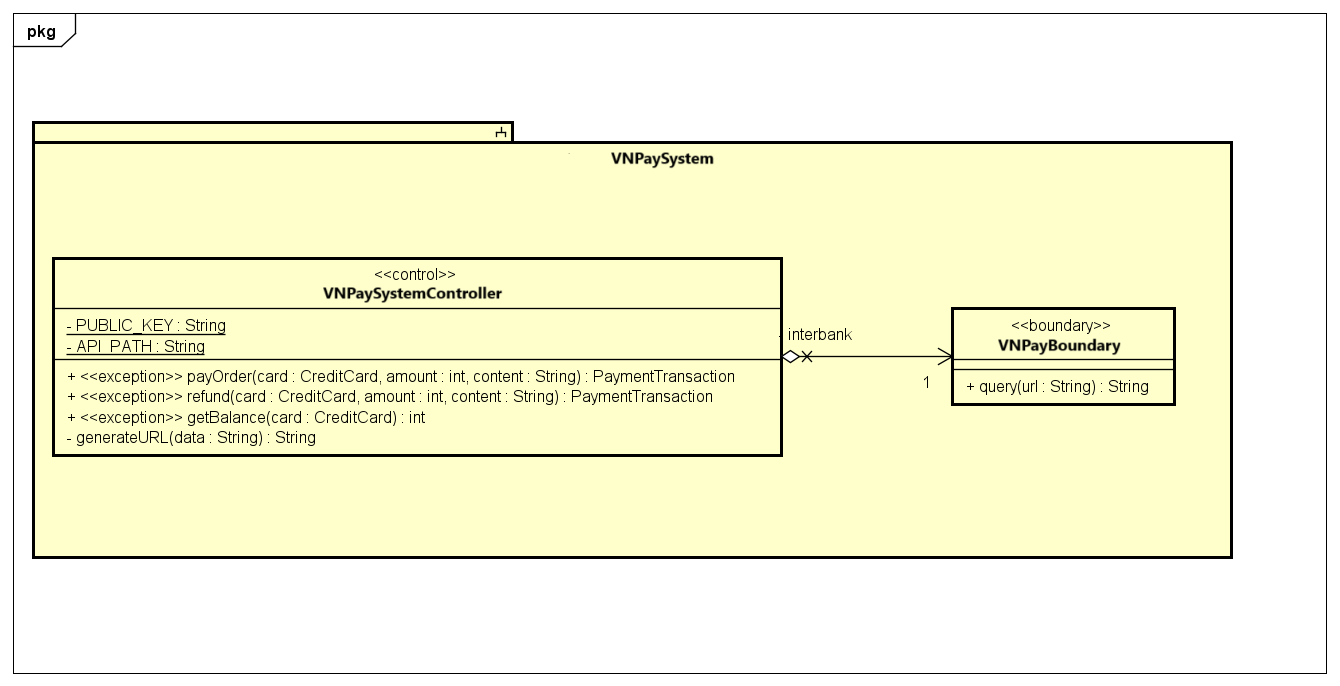 pkg
VNPaySystem
<<control>>
VNPaySystemController
- PUBLIC_KEY : String
- API_PATH : String
+ <<exception>> payOrder(card : CreditCard, amount : int, content : String) : PaymentTransaction
+ <<exception>> refund(card : CreditCard, amount : int, content : String) : PaymentTransaction
+ <<exception>> getBalance(card : CreditCard) : int
- generateURL(data : String) : String
- interbank
1
<<boundary>>
VNPayBoundary
+ query(url : String) : String